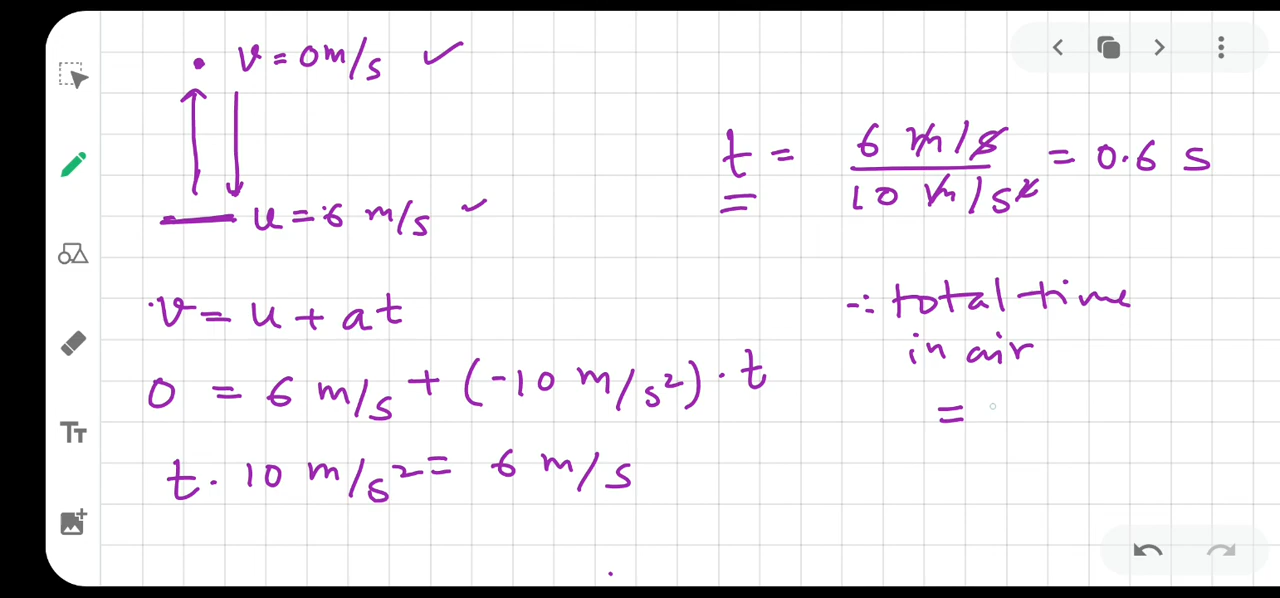 v = 0 m/s ✓
u = 6 m/s ✓
v = u + at
0 = 6 m/s + (-10 m/s²) · t
t · 10 m/s² = 6 m/s
t = 6 m/s / 10 m/s² = 0.6 s
∴ total time
in air
=
Tт